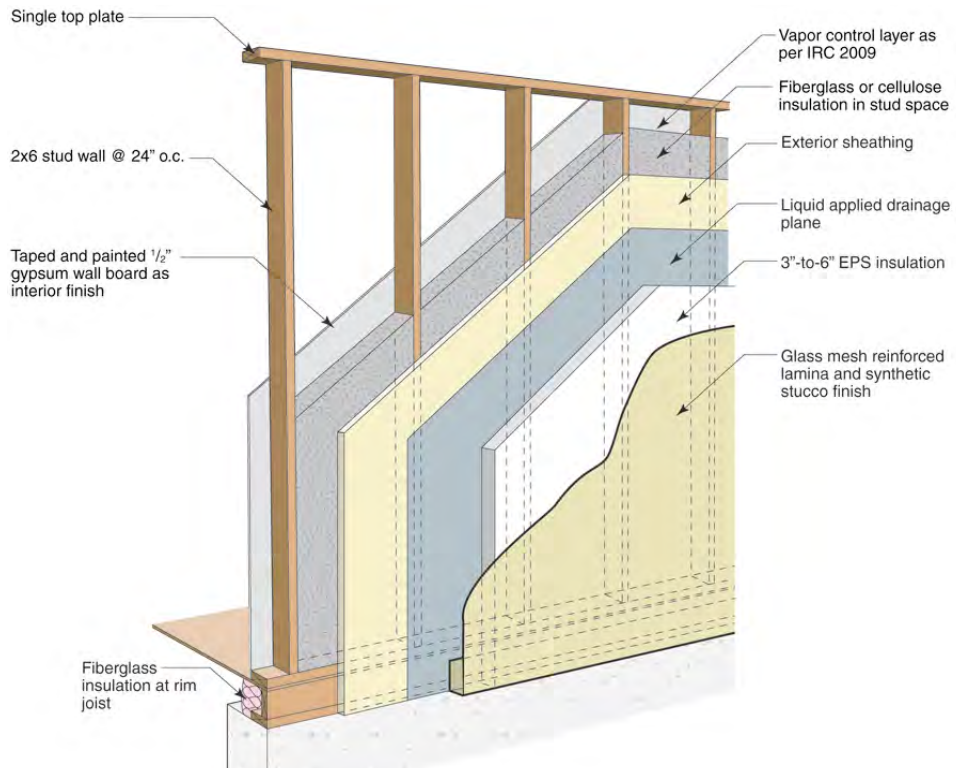 Single top plate
2x6 stud wall @ 24” o.c.
Taped and painted ½”
gypsum wall board as
interior finish
Fiberglass
insulation at rim
joist
Vapor control layer as
per IRC 2009
Fiberglass or cellulose
insulation in stud space
Exterior sheathing
Liquid applied drainage
plane
3”-to-6” EPS insulation
Glass mesh reinforced
lamina and synthetic
stucco finish